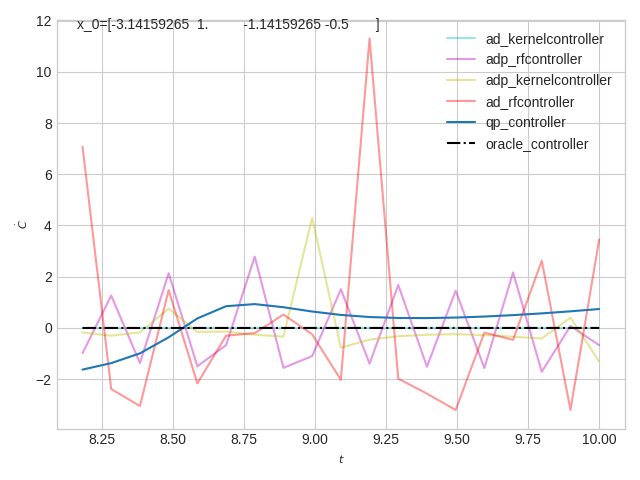 x_0=[-3.14159265 1. -1.14159265 -0.5 ]
ad_kernelcontroller
adp_rfcontroller
adp_kernelcontroller
ad_rfcontroller
qp_controller
oracle_controller
12
10
8
6
4
2
0
−2
Ċ
8.25 8.50 8.75 9.00 9.25 9.50 9.75 10.00
t